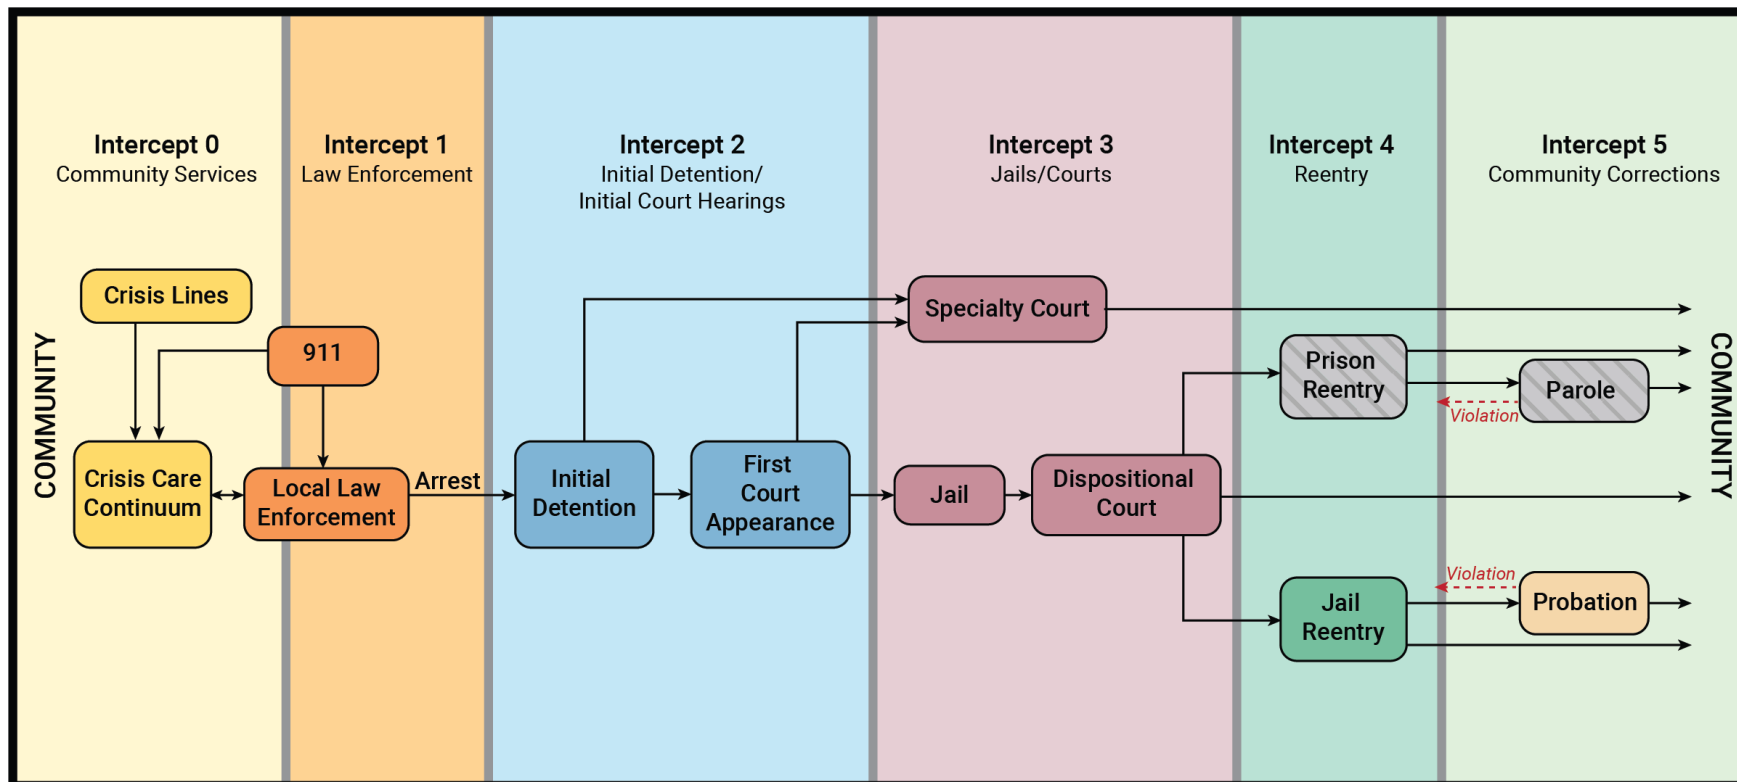 Intercept 0
Community Services
Intercept 1
Law Enforcement
Intercept 2
Initial Detention/
Initial Court Hearings
Intercept 3
Jails/Courts
Intercept 4
Reentry
Intercept 5
Community Corrections
COMMUNITY
Crisis Lines
911
Crisis Care
Continuum
Local Law
Enforcement
Arrest
Initial
Detention
First
Court
Appearance
Specialty Court
Jail
Dispositional
Court
Prison
Reentry
Parole
Violation
Jail
Reentry
Violation
Probation
COMMUNITY